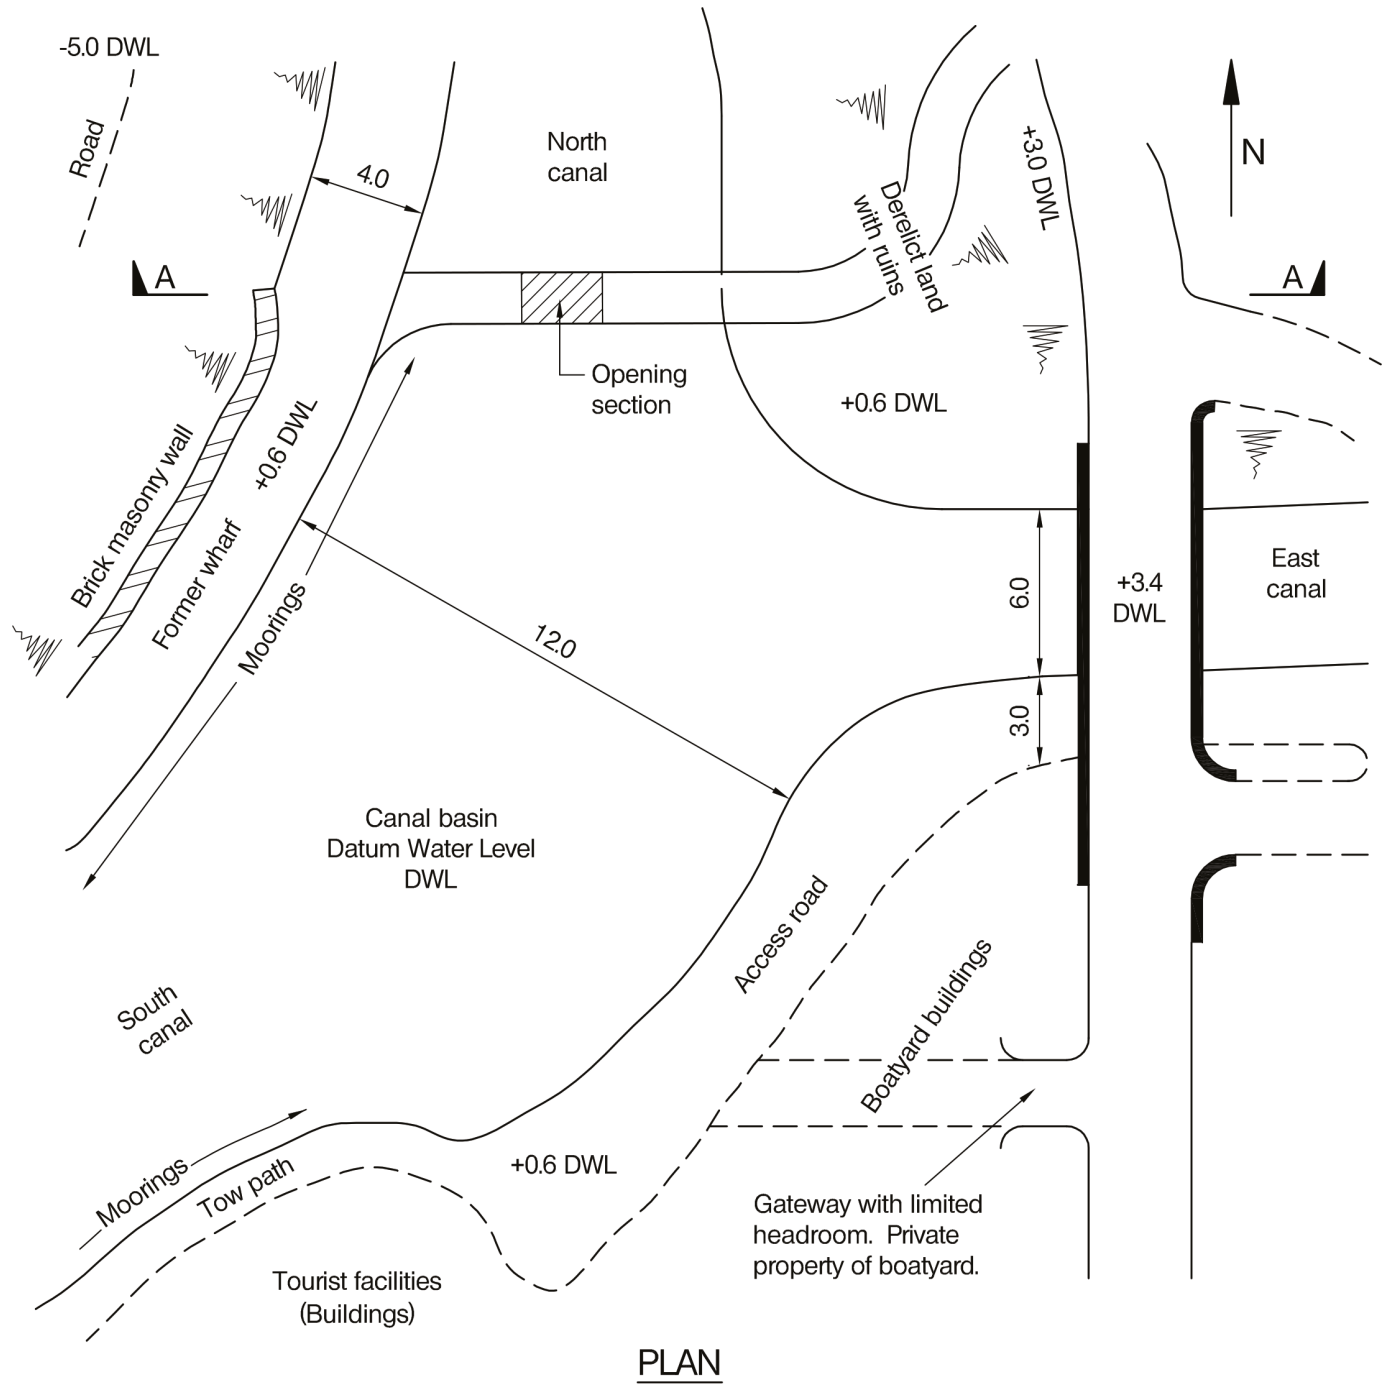 -5.0 DWL
Road
4.0
North
canal
+3.0 DWL
N
A
A
Derelict land
with ruins
Opening
section
+0.6 DWL
+0.6 DWL
Brick masonry wall
Former wharf
Moorings
12.0
6.0
+3.4
DWL
East
canal
3.0
Canal basin
Datum Water Level
DWL
Access road
South
canal
Boatyard buildings
Moorings
Tow path
+0.6 DWL
Gateway with limited
headroom. Private
property of boatyard.
Tourist facilities
(Buildings)
PLAN